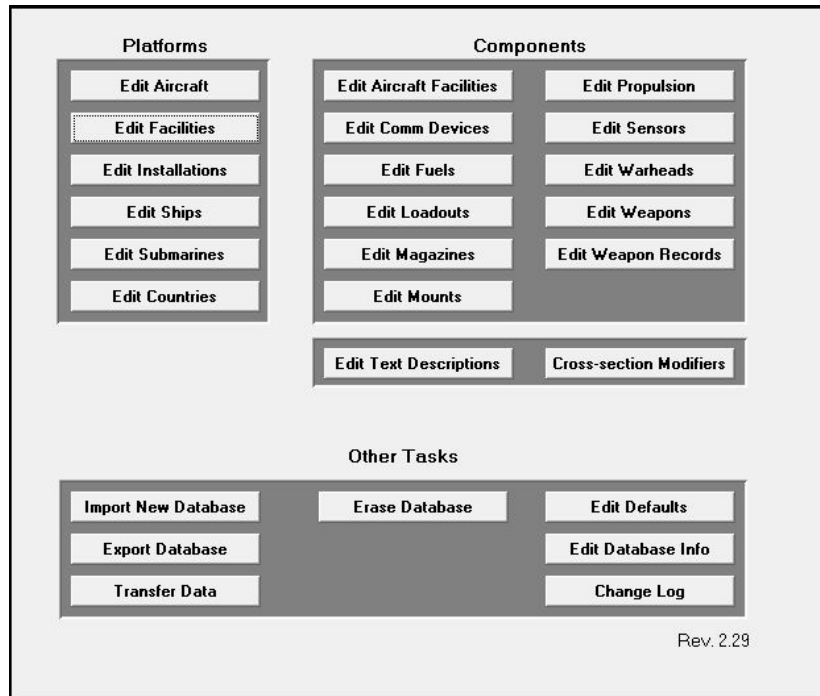 Platforms
Edit Aircraft
Edit Facilities
Edit Installations
Edit Ships
Edit Submarines
Edit Countries
Components
Edit Aircraft Facilities
Edit Comm Devices
Edit Fuels
Edit Loadouts
Edit Magazines
Edit Mounts
Edit Propulsion
Edit Sensors
Edit Warheads
Edit Weapons
Edit Weapon Records
Edit Text Descriptions
Cross-section Modifiers
Other Tasks
Import New Database
Export Database
Transfer Data
Erase Database
Edit Defaults
Edit Database Info
Change Log
Rev. 2.29